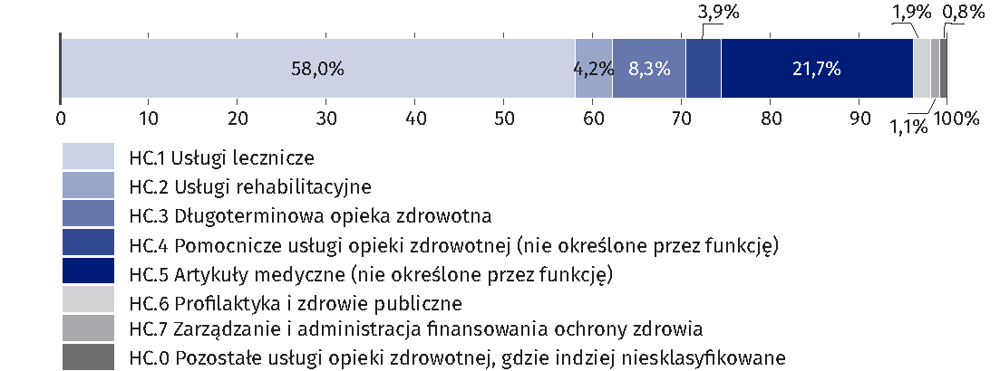 3,9% 1,9% 0,8%
58,0% 4,2% 8,3% 21,7%
0 10 20 30 40 50 60 70 80 90 100%
1,1%
HC.1 Usługi lecznicze
HC.2 Usługi rehabilitacyjne
HC.3 Długoterminowa opieka zdrowotna
HC.4 Pomocnicze usługi opieki zdrowotnej (nie określone przez funkcję)
HC.5 Artykuły medyczne (nie określone przez funkcję)
HC.6 Profilaktyka i zdrowie publiczne
HC.7 Zarządzanie i administracja finansowania ochrony zdrowia
HC.0 Pozostałe usługi opieki zdrowotnej, gdzie indziej niesklasyfikowane